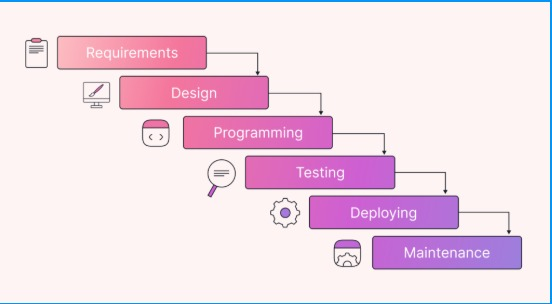 Requirements
Design
Programming
Testing
Deploying
Maintenance